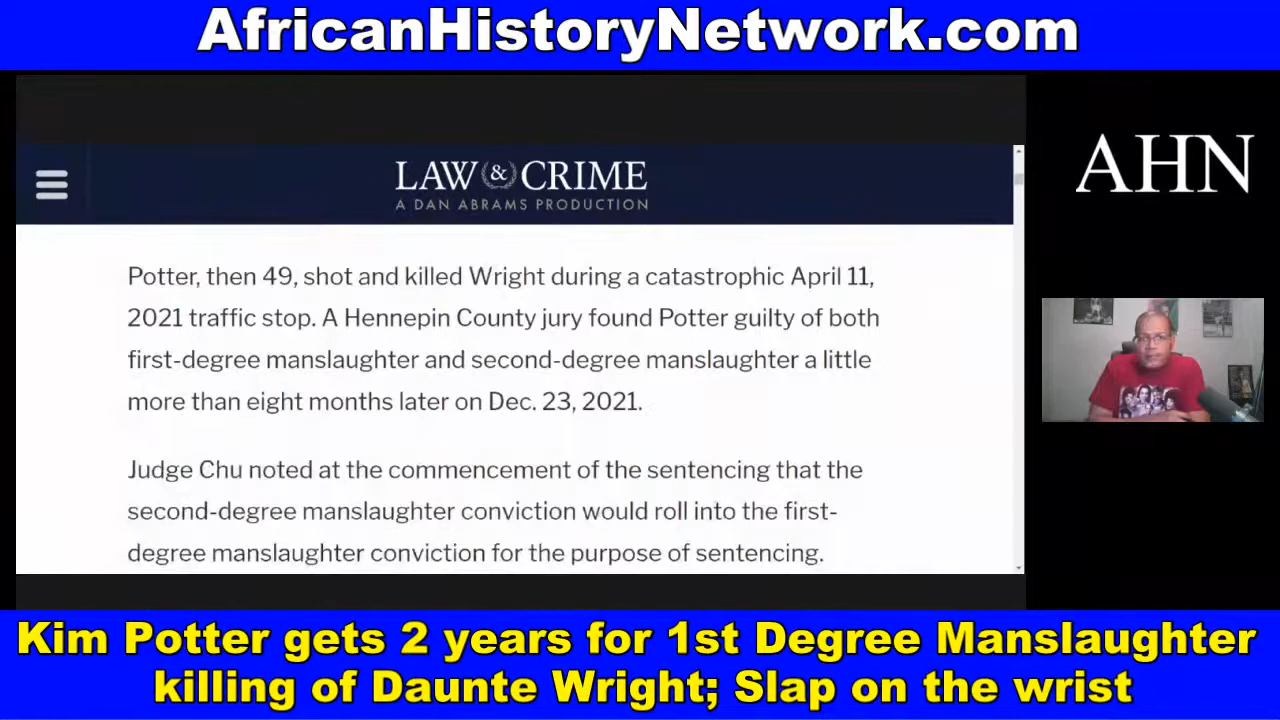 AfricanHistoryNetwork.com
LAW & CRIME
A DAN ABRAMS PRODUCTION
AHN
Potter, then 49, shot and killed Wright during a catastrophic April 11,
2021 traffic stop. A Hennepin County jury found Potter guilty of both
first-degree manslaughter and second-degree manslaughter a little
more than eight months later on Dec. 23, 2021.
Judge Chu noted at the commencement of the sentencing that the
second-degree manslaughter conviction would roll into the first-
degree manslaughter conviction for the purpose of sentencing.
Kim Potter gets 2 years for 1st Degree Manslaughter
killing of Daunte Wright; Slap on the wrist